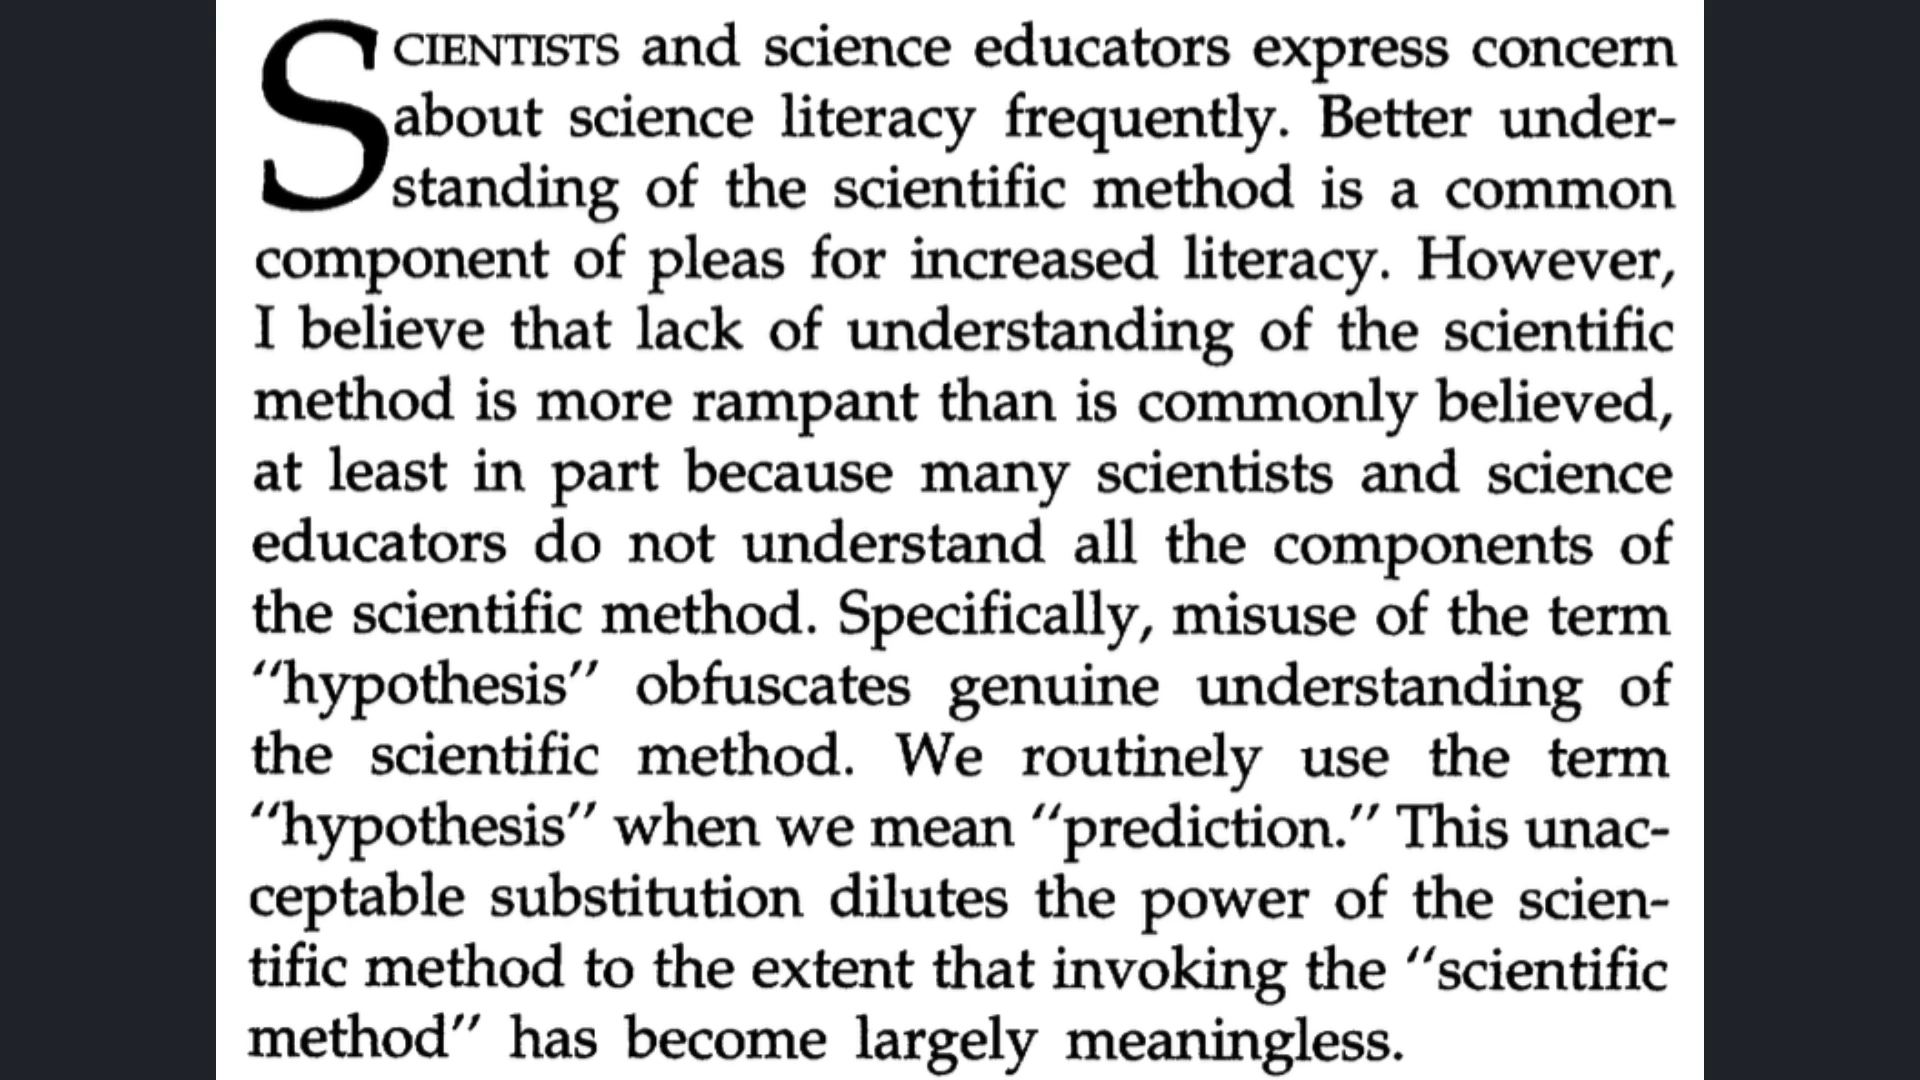 SCIENTISTS and science educators express concern
about science literacy frequently. Better under-
standing of the scientific method is a common
component of pleas for increased literacy. However,
I believe that lack of understanding of the scientific
method is more rampant than is commonly believed,
at least in part because many scientists and science
educators do not understand all the components of
the scientific method. Specifically, misuse of the term
“hypothesis” obfuscates genuine understanding of
the scientific method. We routinely use the term
“hypothesis” when we mean “prediction.” This unac-
ceptable substitution dilutes the power of the scien-
tific method to the extent that invoking the “scientific
method” has become largely meaningless.